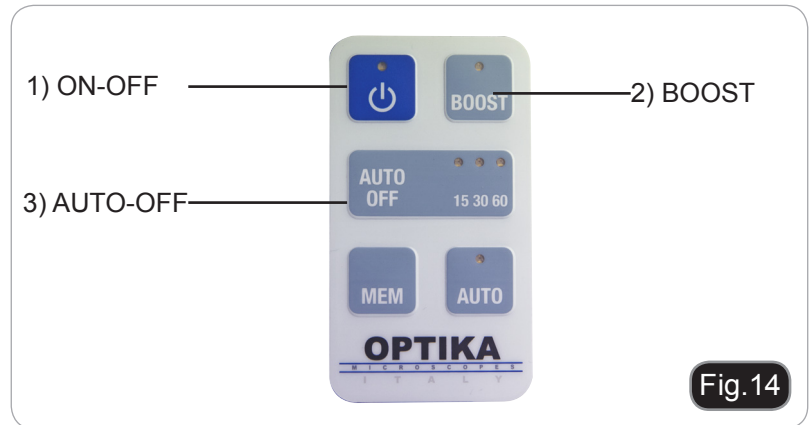 1) ON-OFF
2) BOOST
BOOST
3) AUTO-OFF
AUTO
OFF
15 30 60
MEM
AUTO
OPTIKA
MICROSCOPES
ITALY
Fig.14